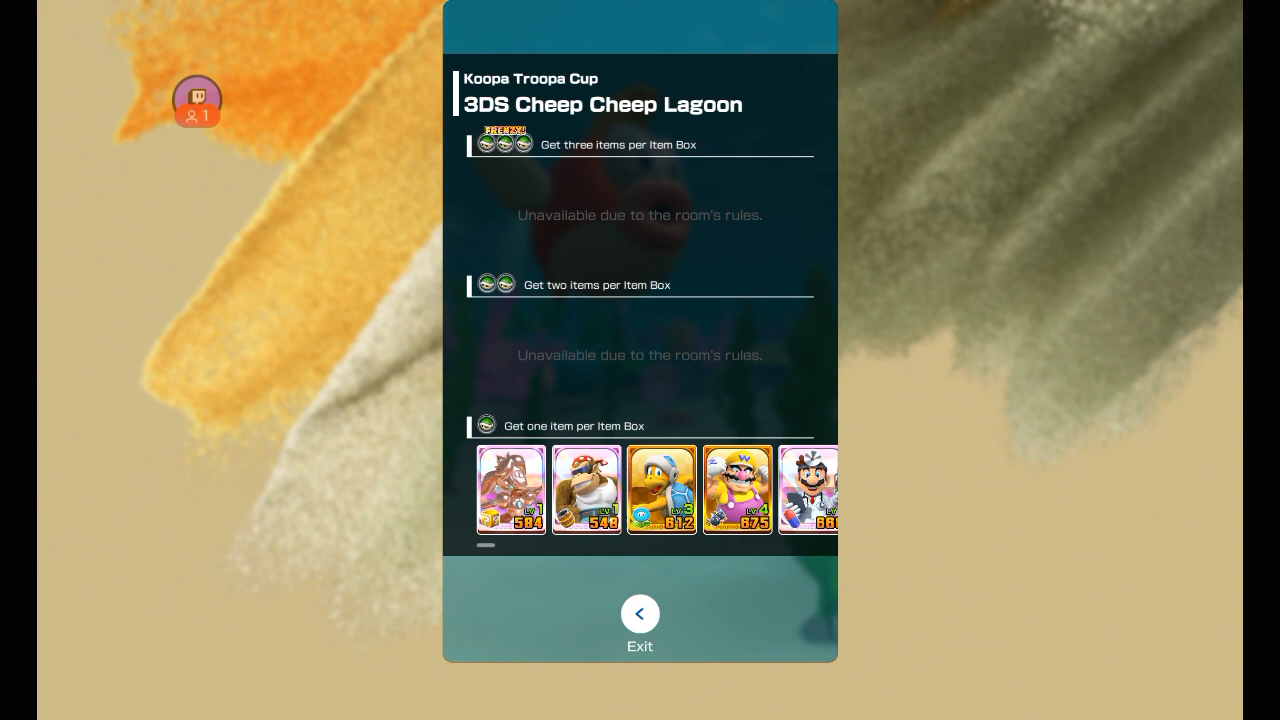 Koopa Troopa Cup
3DS Cheep Cheep Lagoon
FRENZY!
Get three items per Item Box
Unavailable due to the room's rules.
Get two items per Item Box
Unavailable due to the room's rules.
Get one item per Item Box
LV 1 LV 1 LV 3 LV 4
584 549 612 675
Exit
1